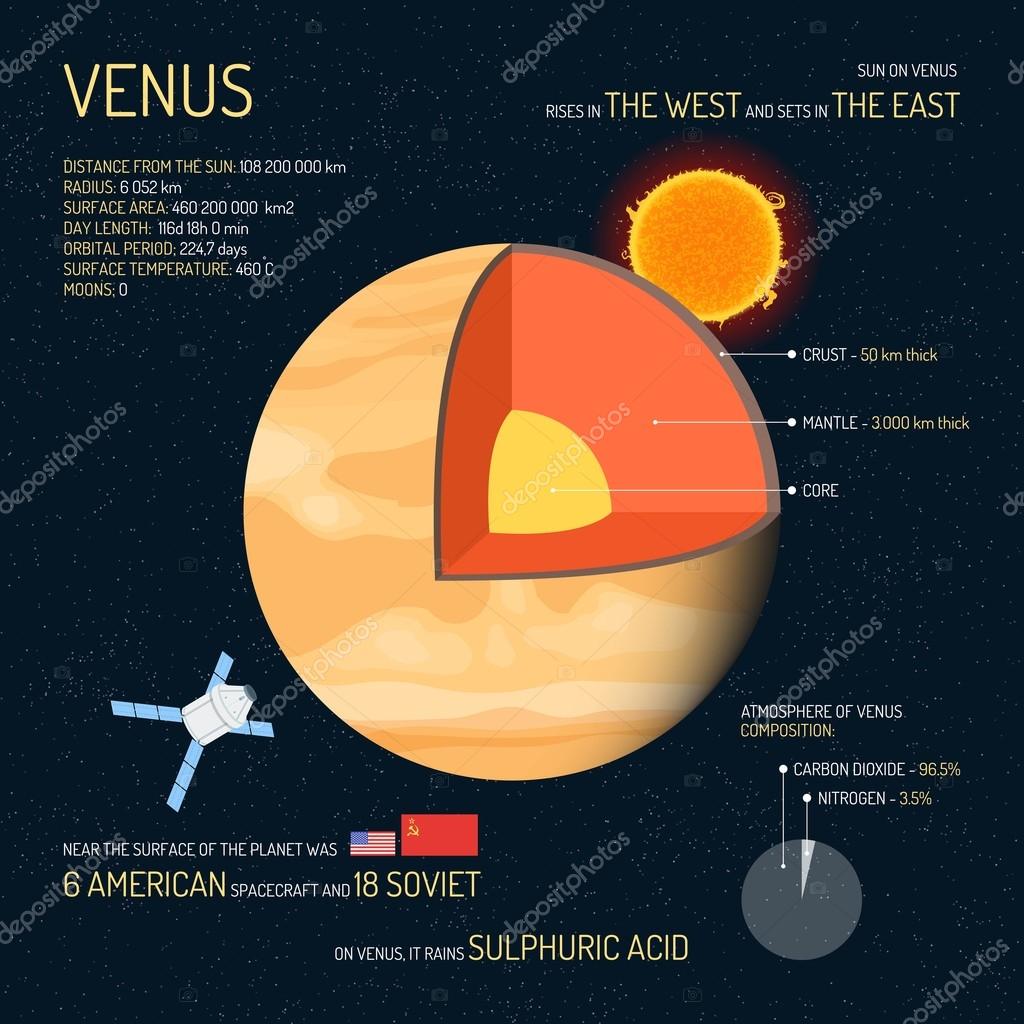 VENUS
SUN ON VENUS
RISES IN THE WEST AND SETS IN THE EAST
DISTANCE FROM THE SUN: 108 200 000 km
RADIUS: 6 052 km
SURFACE AREA: 460 200 000 km2
DAY LENGTH: 116d 18h 0 min
ORBITAL PERIOD: 224,7 days
SURFACE TEMPERATURE: 460 C
MOONS: 0
CRUST - 50 km thick
MANTLE - 3.000 km thick
CORE
ATMOSPHERE OF VENUS
COMPOSITION:
CARBON DIOXIDE - 96.5%
NITROGEN - 3.5%
NEAR THE SURFACE OF THE PLANET WAS
6 AMERICAN SPACECRAFT AND 18 SOVIET
ON VENUS, IT RAINS SULPHURIC ACID
depositphotos